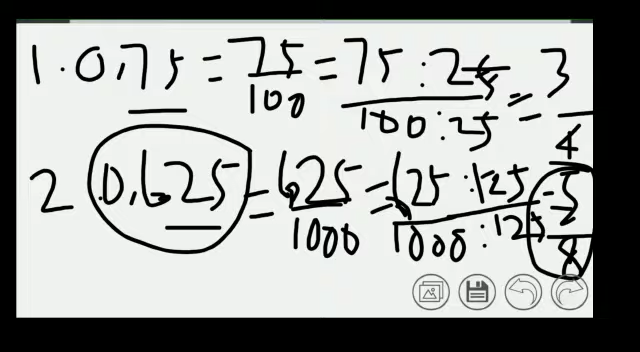 1. 0,75 = 75/100 = 75:25/100:25 = 3/4
2 0,625 = 625/1000 = 625:125/1000:125 = 5/8